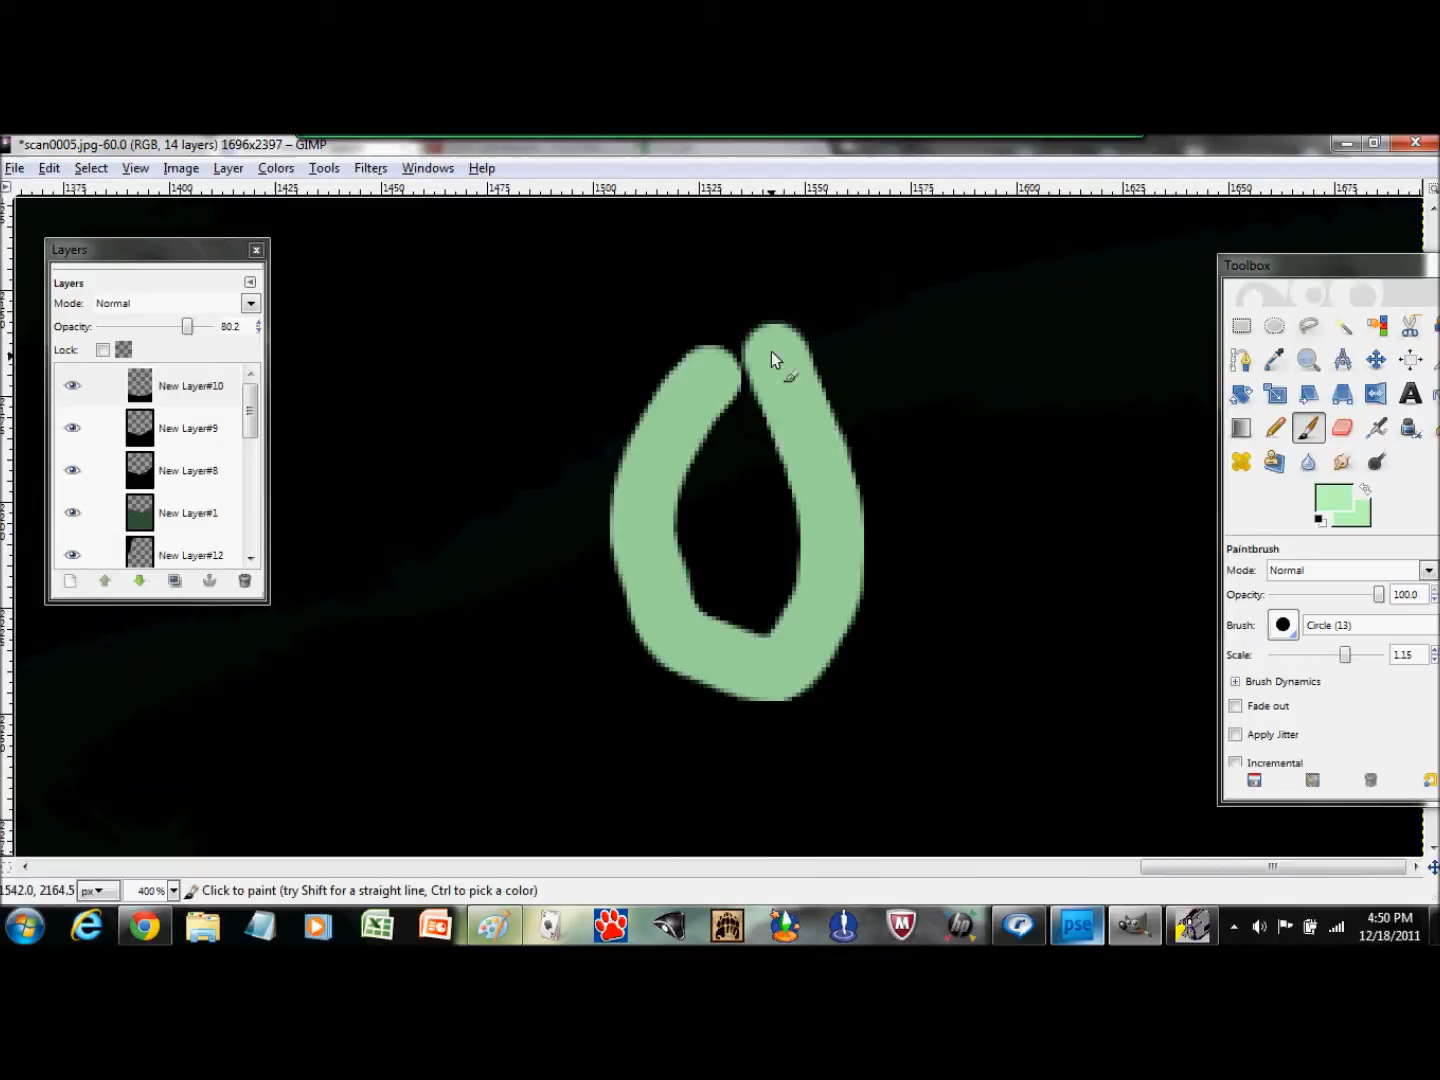 *scan0005.jpg-60.0 (RGB, 14 layers) 1696x2397 – GIMP
File Edit Select View Image Layer Colors Tools Filters Windows Help
1375 1400 1425 1450 1475 1500 1525 1550 1575 1600 1625 1650 1675
Layers
Layers
Mode: Normal
Opacity: 80.2
Lock:
New Layer#10
New Layer#9
New Layer#8
New Layer#1
New Layer#12
Toolbox
A
Paintbrush
Mode: Normal
Opacity: 100.0
Brush: Circle (13)
Scale: 1.15
Brush Dynamics
Fade out
Apply Jitter
Incremental
1542.0, 2164.5 px 400% Click to paint (try Shift for a straight line, Ctrl to pick a color)
pse
4:50 PM
12/18/2011